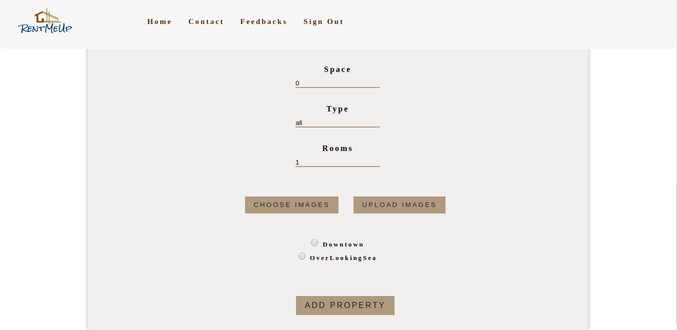 RentMeUp
Home Contact Feedbacks Sign Out
Space
0
Type
all
Rooms
1
CHOOSE IMAGES UPLOAD IMAGES
Downtown
OverLookingSea
ADD PROPERTY